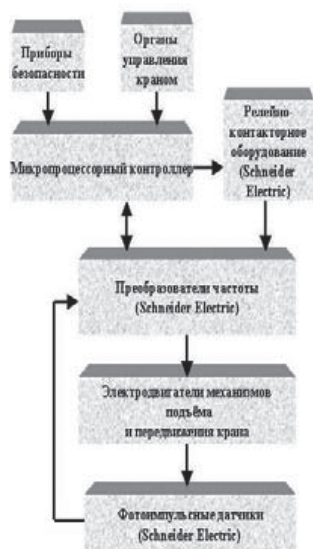 Приборы
безопасности
Органы
управления
краном
Микропроцессорный контроллер
Релейно-
контакторное
оборудование
(Schneider
Electric)
Преобразователи частоты
(Schneider Electric)
Электродвигатели механизмов
подъёма
и передвижения крана
Фотоимпульсные датчики
(Schneider Electric)